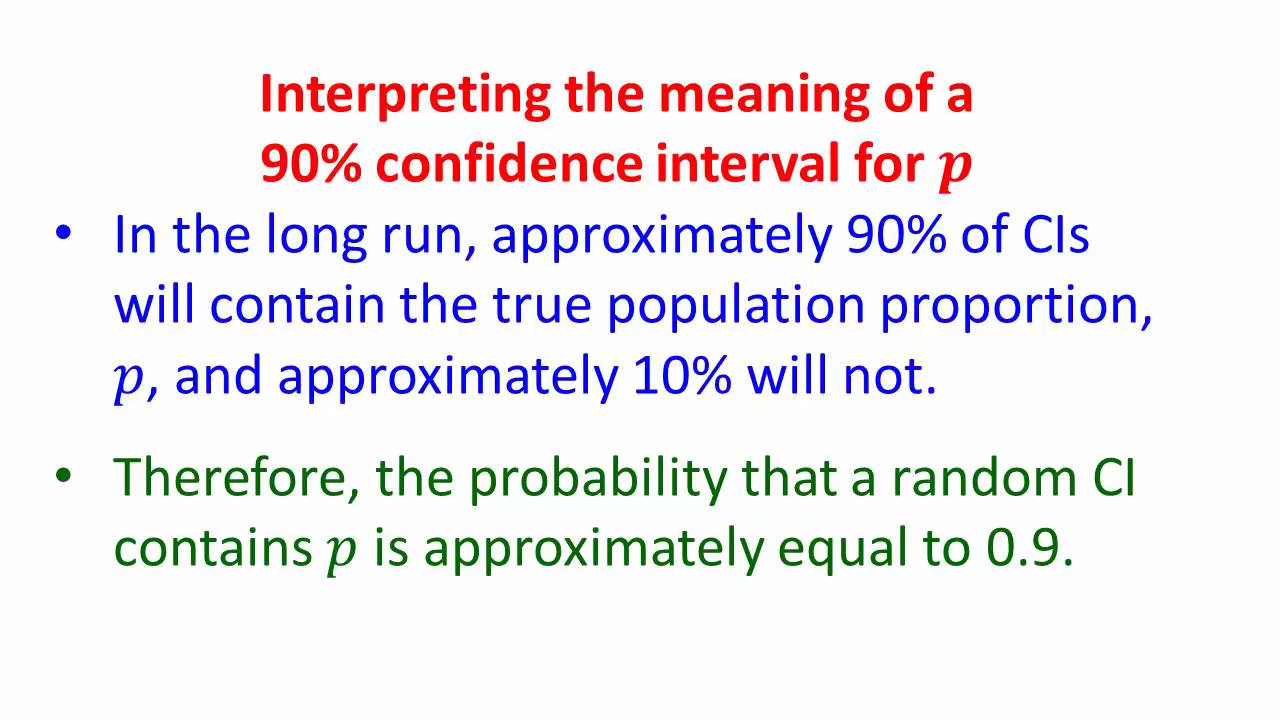 Interpreting the meaning of a
90% confidence interval for 𝒑
• In the long run, approximately 90% of CIs
will contain the true population proportion,
𝑝, and approximately 10% will not.
• Therefore, the probability that a random CI
contains 𝑝 is approximately equal to 0.9.